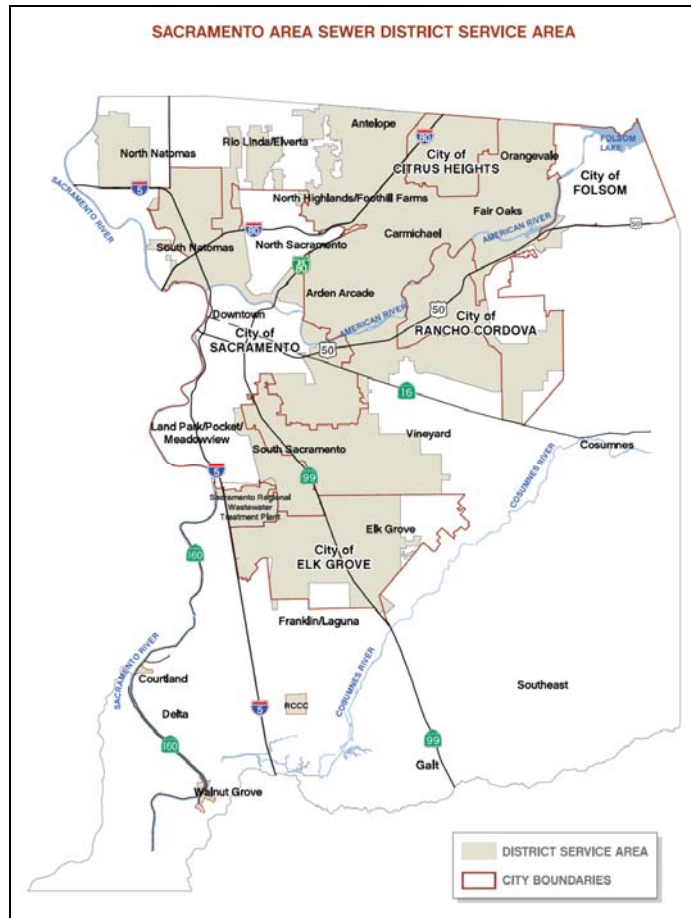 SACRAMENTO AREA SEWER DISTRICT SERVICE AREA
Antelope
North Natomas
Rio Linda/Elverta
80
City of
CITRUS HEIGHTS
Orangevale
FOLSOM
LAKE
City of
FOLSOM
5
SACRAMENTO RIVER
North Highlands/Foothill Farms
Fair Oaks
AMERICAN RIVER
50
80
Carmichael
South Natomas
North Sacramento
80
Arden Arcade
50
AMERICAN RIVER
Downtown
City of
SACRAMENTO
City of
RANCHO CORDOVA
50
16
Land Park/Pocket/
Meadowview
South Sacramento
Vineyard
Cosumnes
5
99
COSUMNES RIVER
Sacramento Regional
Wastewater
Treatment Plant
Elk Grove
City of
ELK GROVE
160
Franklin/Laguna
SACRAMENTO RIVER
COSUMNES RIVER
Courtland
Southeast
Delta
5
RCCC
160
99
Galt
Walnut Grove
DISTRICT SERVICE AREA
CITY BOUNDARIES